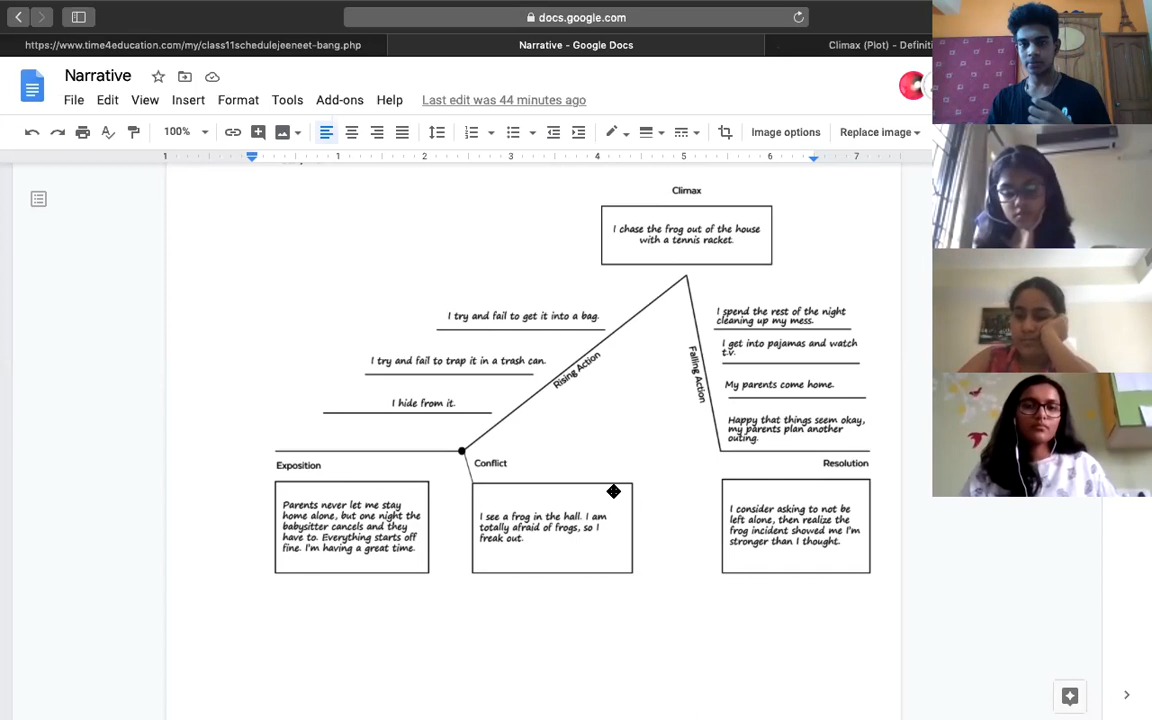 docs.google.com
https://www.time4education.com/my/class11schedulejeeneet-bang.php
Narrative - Google Docs
Climax (Plot) - Definiti
Narrative
File Edit View Insert Format Tools Add-ons Help Last edit was 44 minutes ago
100% Image options Replace image
1 1 2 3 4 5 6 7
Climax
I chase the frog out of the house
with a tennis racket.
I try and fail to get it into a bag.
I try and fail to trap it in a trash can.
I hide from it.
Rising Action
Falling Action
I spend the rest of the night
cleaning up my mess.
I get into pajamas and watch
t.v.
My parents come home.
Happy that things seem okay,
my parents plan another
outing.
Exposition
Conflict
Resolution
Parents never let me stay
home alone, but one night the
babysitter cancels and they
have to. Everything starts off
fine. I'm having a great time.
I see a frog in the hall. I am
totally afraid of frogs, so I
freak out.
I consider asking to not be
left alone, then realize the
frog incident showed me I'm
stronger than I thought.